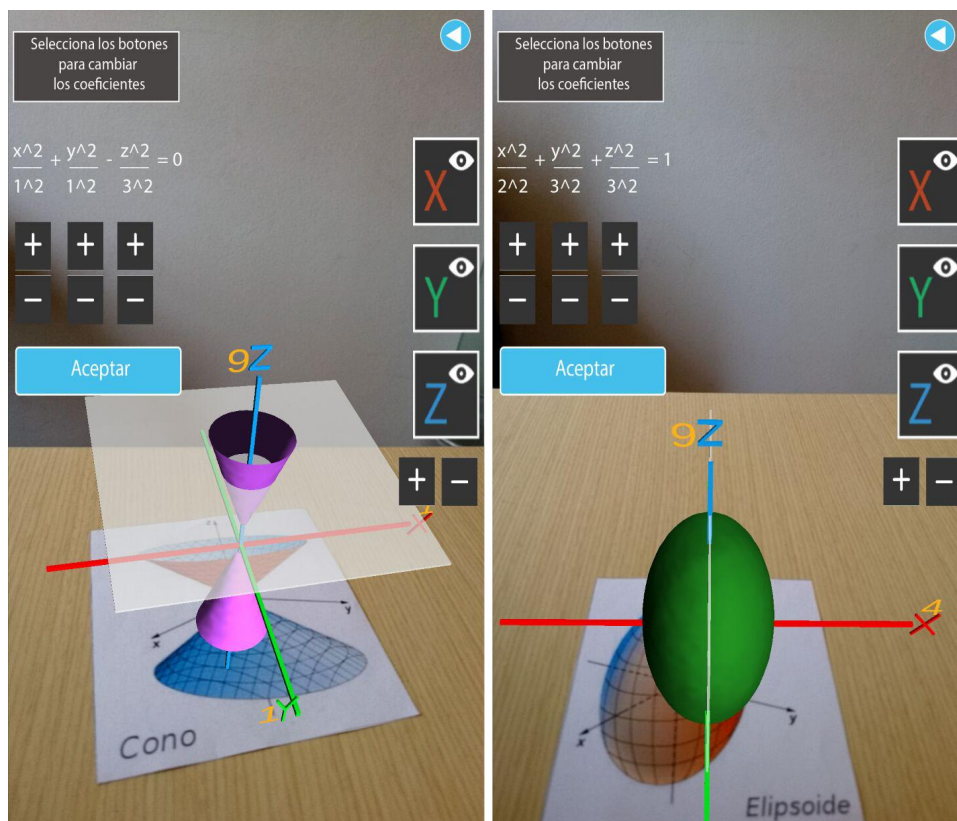 Selecciona los botones
para cambiar
los coeficientes
x^2 + y^2 - z^2 = 0
1^2 1^2 3^2
+ + +
− − −
Aceptar
X
Y
Z
+ −
9Z
X
z
y
x
1Y
Cono
Selecciona los botones
para cambiar
los coeficientes
x^2 + y^2 + z^2 = 1
2^2 3^2 3^2
+ + +
− − −
Aceptar
X
Y
Z
+ −
9Z
4
X
y
x
Elipsoide